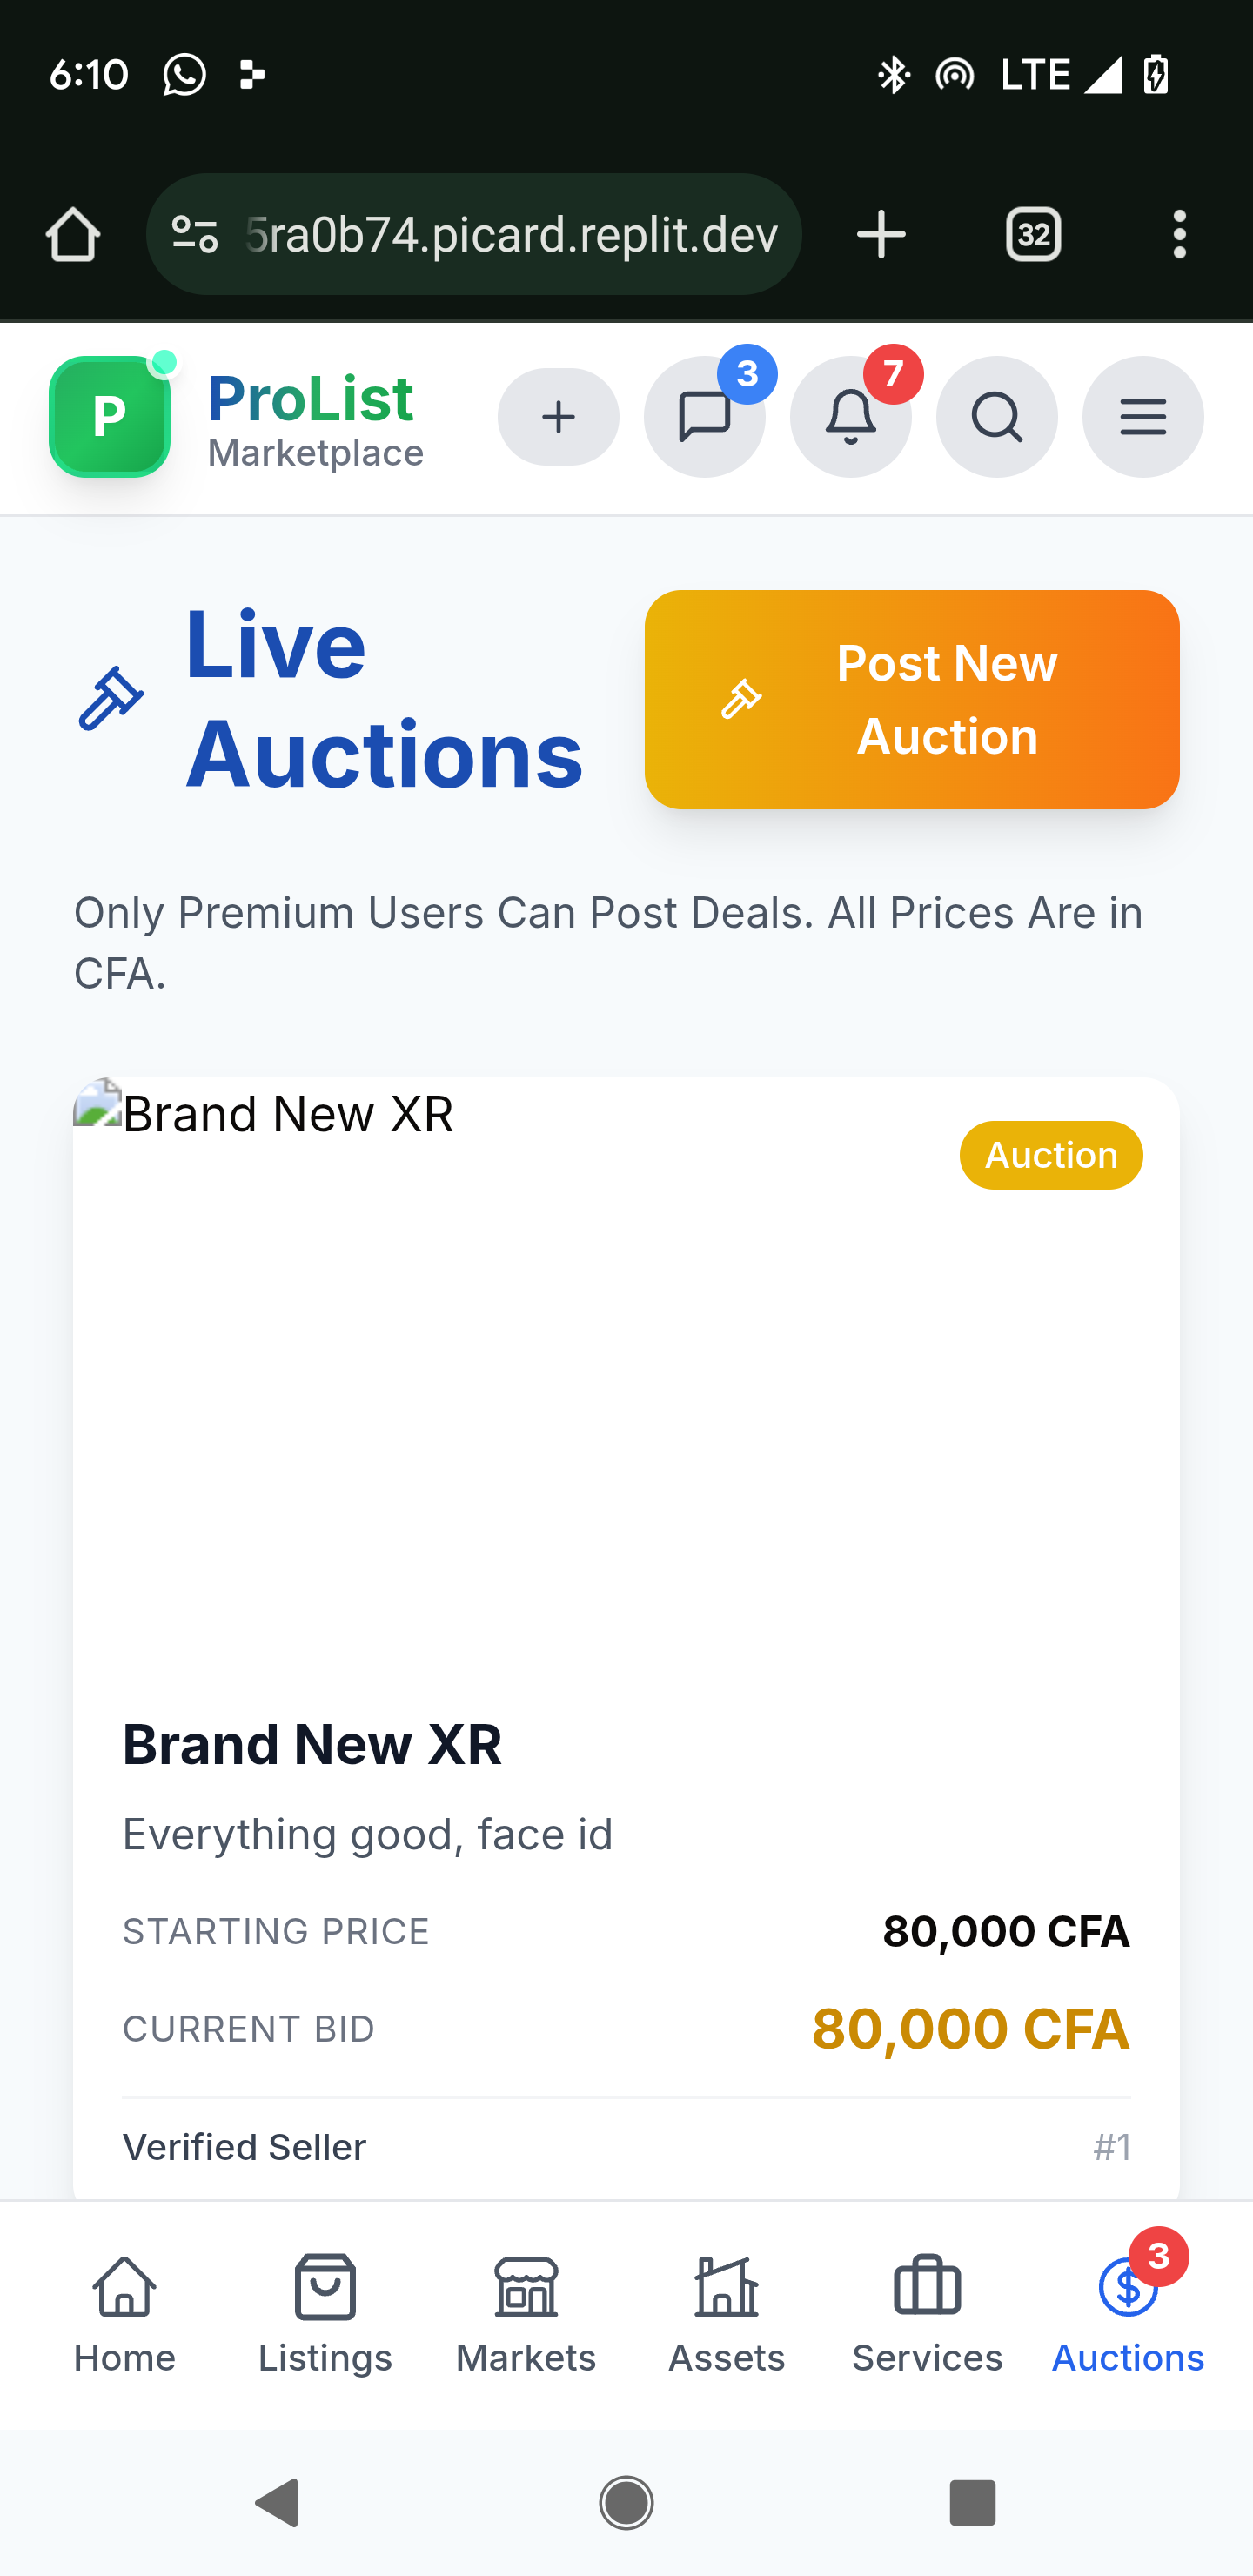 6:10
LTE
5ra0b74.picard.replit.dev
32
P
ProList
Marketplace
3
7
Live
Auctions
Post New
Auction
Only Premium Users Can Post Deals. All Prices Are in
CFA.
Brand New XR
Auction
Brand New XR
Everything good, face id
STARTING PRICE
80,000 CFA
CURRENT BID
80,000 CFA
Verified Seller
#1
3
Home
Listings
Markets
Assets
Services
Auctions